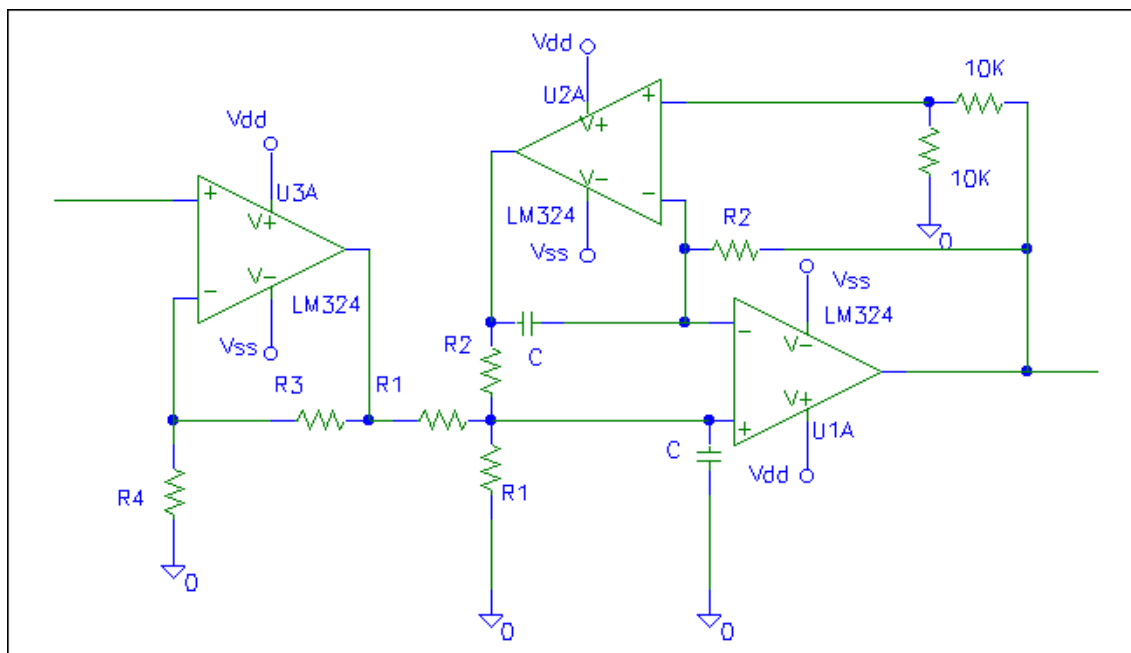 Vdd
10K
U2A
+
V+
Vdd
10K
U3A
+
V+
V-
-
LM324
R2
0
Vss
Vss
V-
-
LM324
LM324
-
V-
Vss
R2
C
R3
R1
V+
+
U1A
C
Vdd
R4
R1
0
0
0